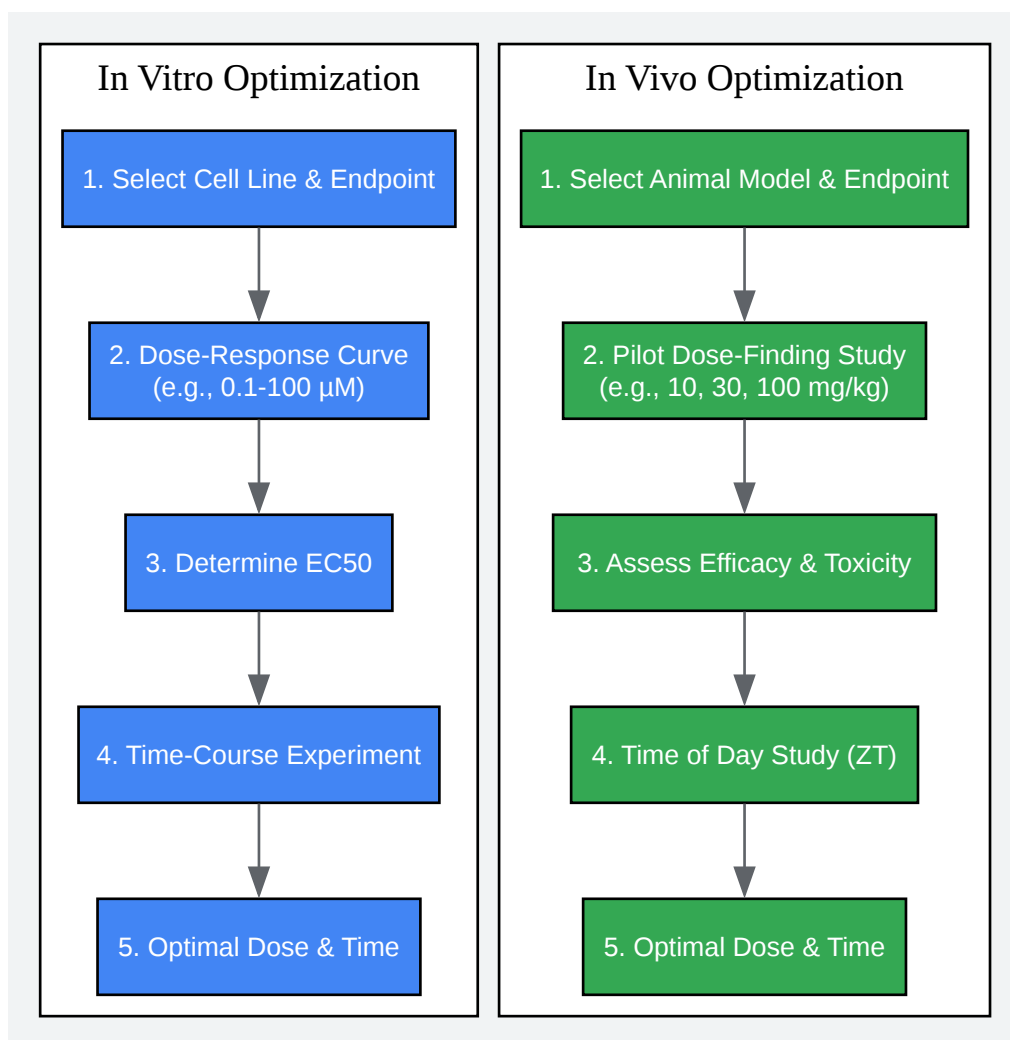 In Vitro Optimization
1. Select Cell Line & Endpoint
2. Dose-Response Curve
(e.g., 0.1-100 µM)
3. Determine EC50
4. Time-Course Experiment
5. Optimal Dose & Time
In Vivo Optimization
1. Select Animal Model & Endpoint
2. Pilot Dose-Finding Study
(e.g., 10, 30, 100 mg/kg)
3. Assess Efficacy & Toxicity
4. Time of Day Study (ZT)
5. Optimal Dose & Time